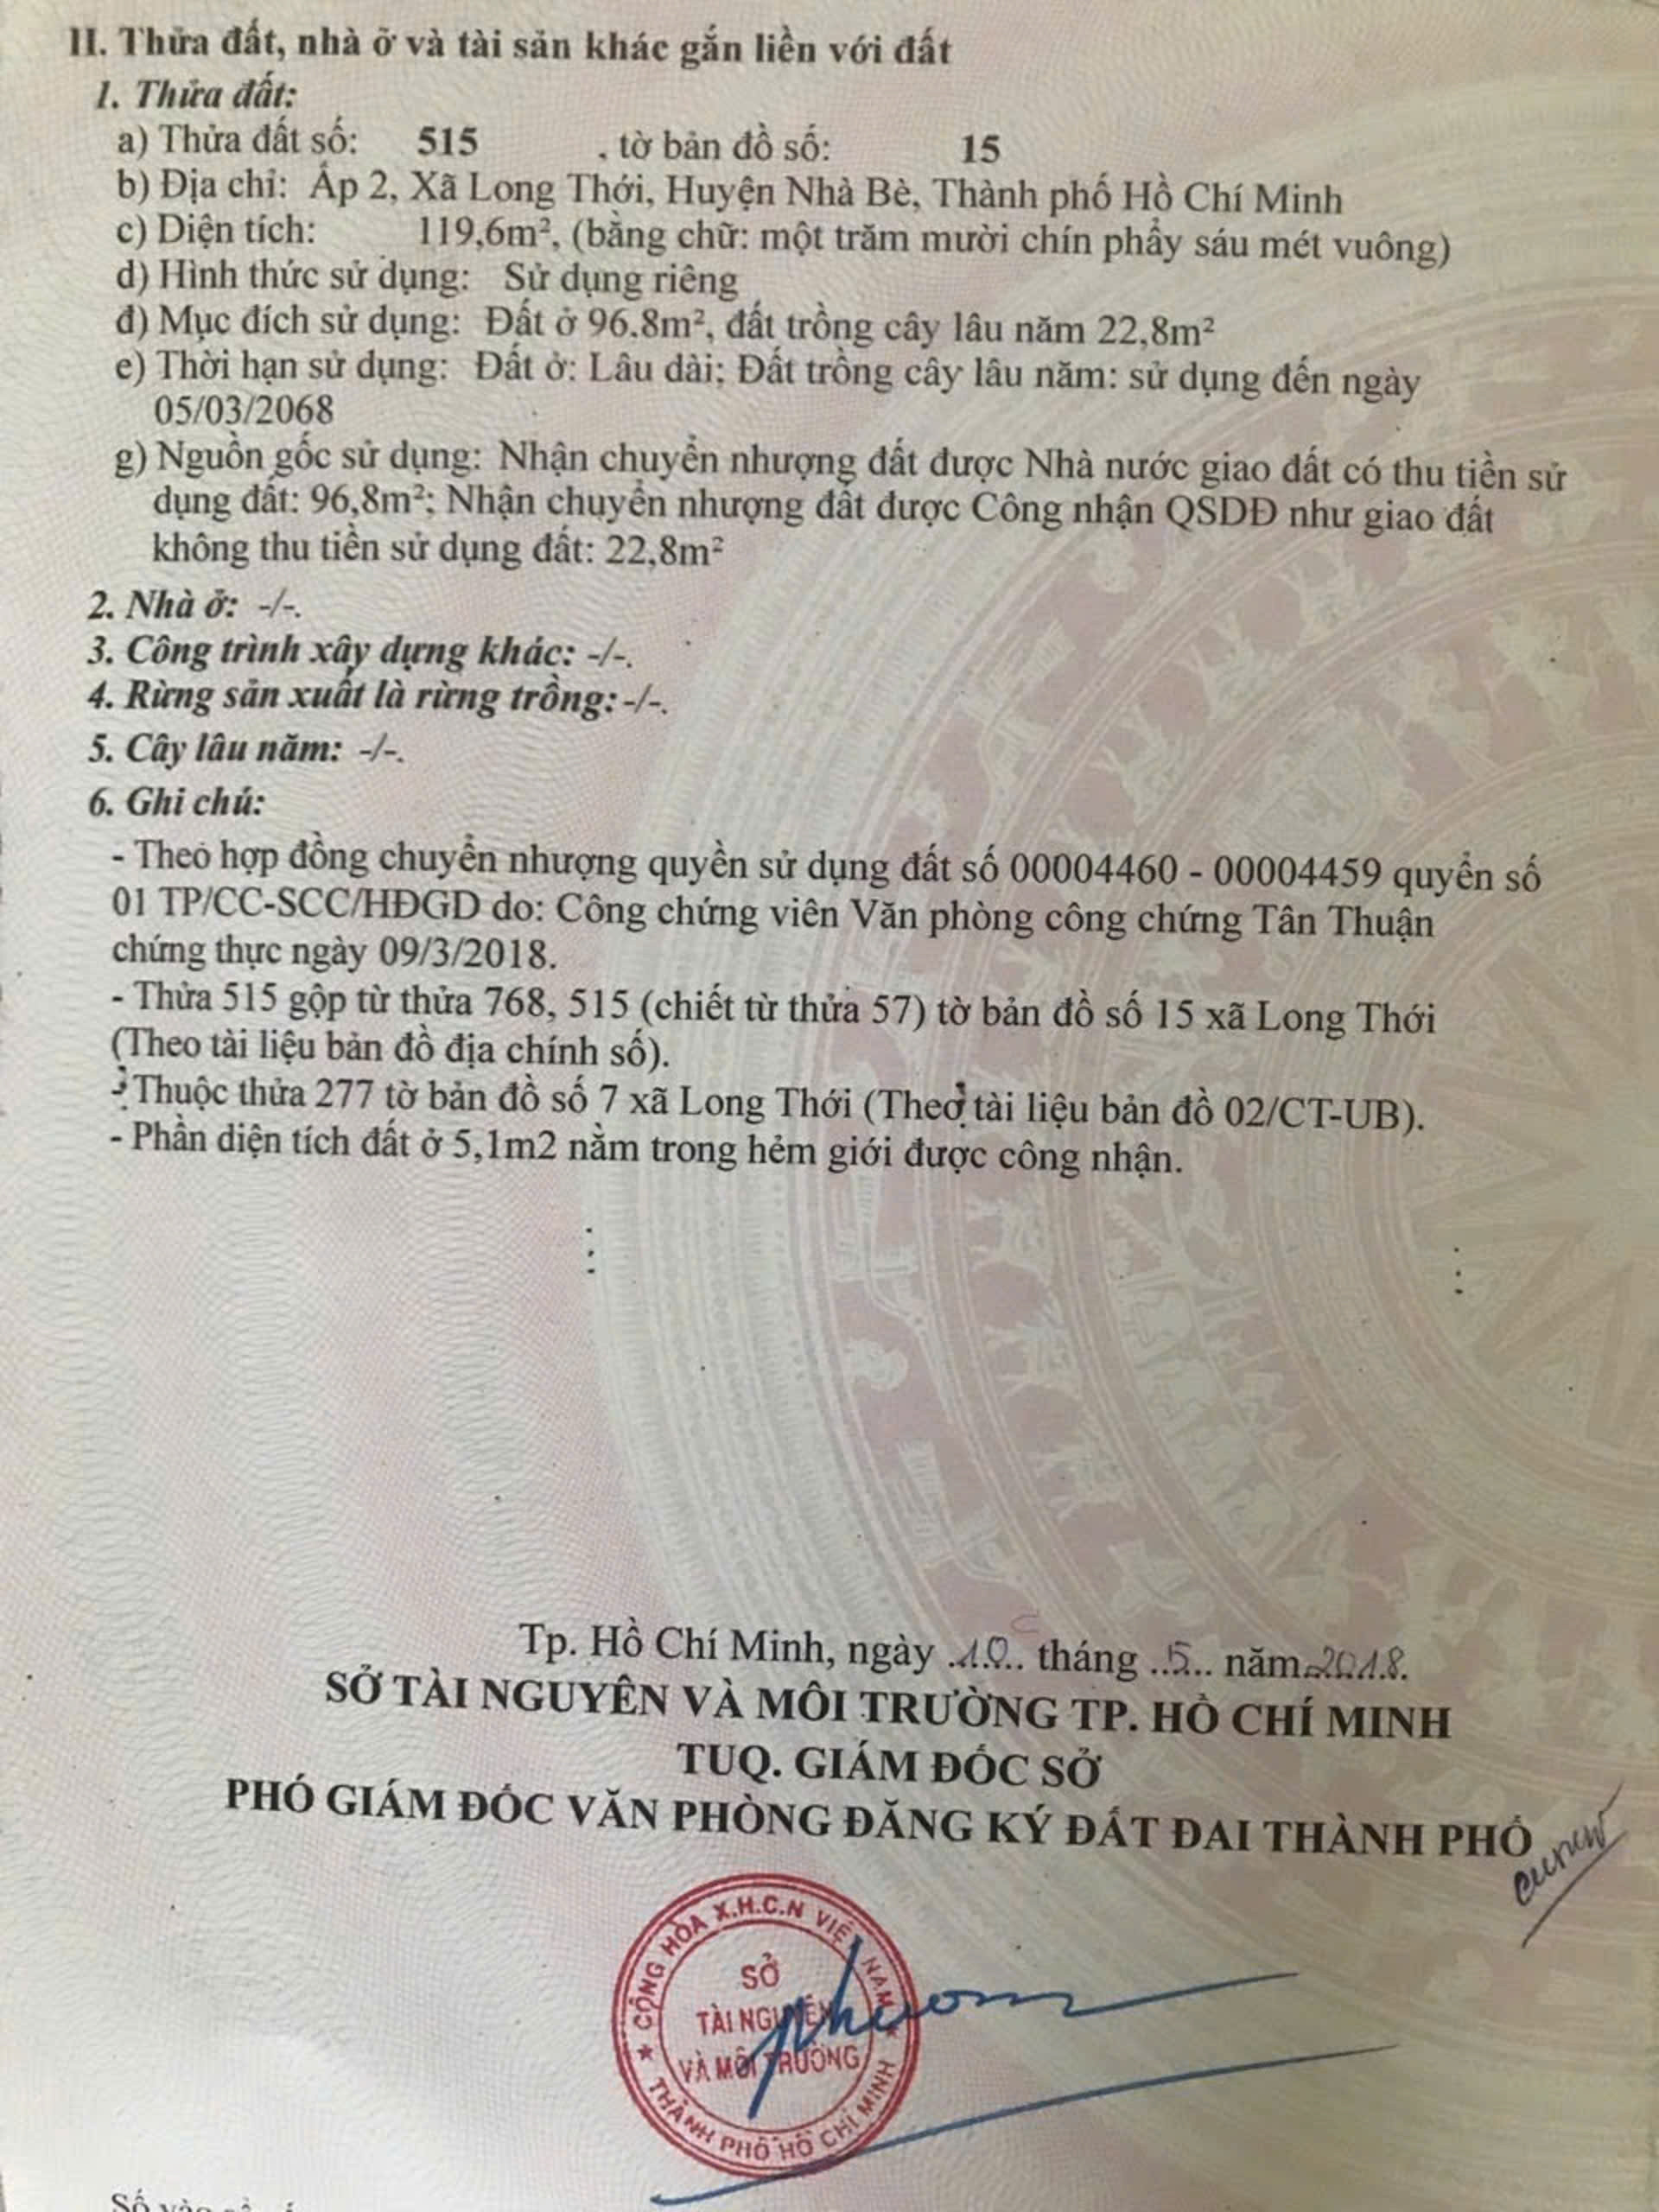 II. Thửa đất, nhà ở và tài sản khác gắn liền với đất
1. Thửa đất:
a) Thửa đất số: 515 , tờ bản đồ số: 15
b) Địa chỉ: Ấp 2, Xã Long Thới, Huyện Nhà Bè, Thành phố Hồ Chí Minh
c) Diện tích: 119,6m², (bằng chữ: một trăm mười chín phẩy sáu mét vuông)
d) Hình thức sử dụng: Sử dụng riêng
đ) Mục đích sử dụng: Đất ở 96,8m², đất trồng cây lâu năm 22,8m²
e) Thời hạn sử dụng: Đất ở: Lâu dài; Đất trồng cây lâu năm: sử dụng đến ngày
05/03/2068
g) Nguồn gốc sử dụng: Nhận chuyển nhượng đất được Nhà nước giao đất có thu tiền sử
dụng đất: 96,8m²; Nhận chuyển nhượng đất được Công nhận QSDĐ như giao đất
không thu tiền sử dụng đất: 22,8m²
2. Nhà ở: -/-.
3. Công trình xây dựng khác: -/-.
4. Rừng sản xuất là rừng trồng: -/-.
5. Cây lâu năm: -/-.
6. Ghi chú:
- Theo hợp đồng chuyển nhượng quyền sử dụng đất số 00004460 - 00004459 quyển số
01 TP/CC-SCC/HĐGD do: Công chứng viên Văn phòng công chứng Tân Thuận
chứng thực ngày 09/3/2018.
- Thửa 515 gộp từ thửa 768, 515 (chiết từ thửa 57) tờ bản đồ số 15 xã Long Thới
(Theo tài liệu bản đồ địa chính số).
- Thuộc thửa 277 tờ bản đồ số 7 xã Long Thới (Theo tài liệu bản đồ 02/CT-UB).
- Phần diện tích đất ở 5,1m2 nằm trong hẻm giới được công nhận.
Tp. Hồ Chí Minh, ngày .10.. tháng ..5.. năm.2018.
SỞ TÀI NGUYÊN VÀ MÔI TRƯỜNG TP. HỒ CHÍ MINH
TUQ. GIÁM ĐỐC SỞ
PHÓ GIÁM ĐỐC VĂN PHÒNG ĐĂNG KÝ ĐẤT ĐAI THÀNH PHỐ
CỘNG HÒA X.H.C.N VIỆT NAM
SỞ
TÀI NGUYÊN
VÀ MÔI TRƯỜNG
THÀNH PHỐ HỒ CHÍ MINH